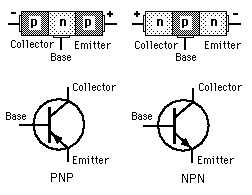 - p n p + + n p n -
Collector Emitter Collector Emitter
Base Base
Collector Collector
Base Base
Emitter Emitter
PNP NPN